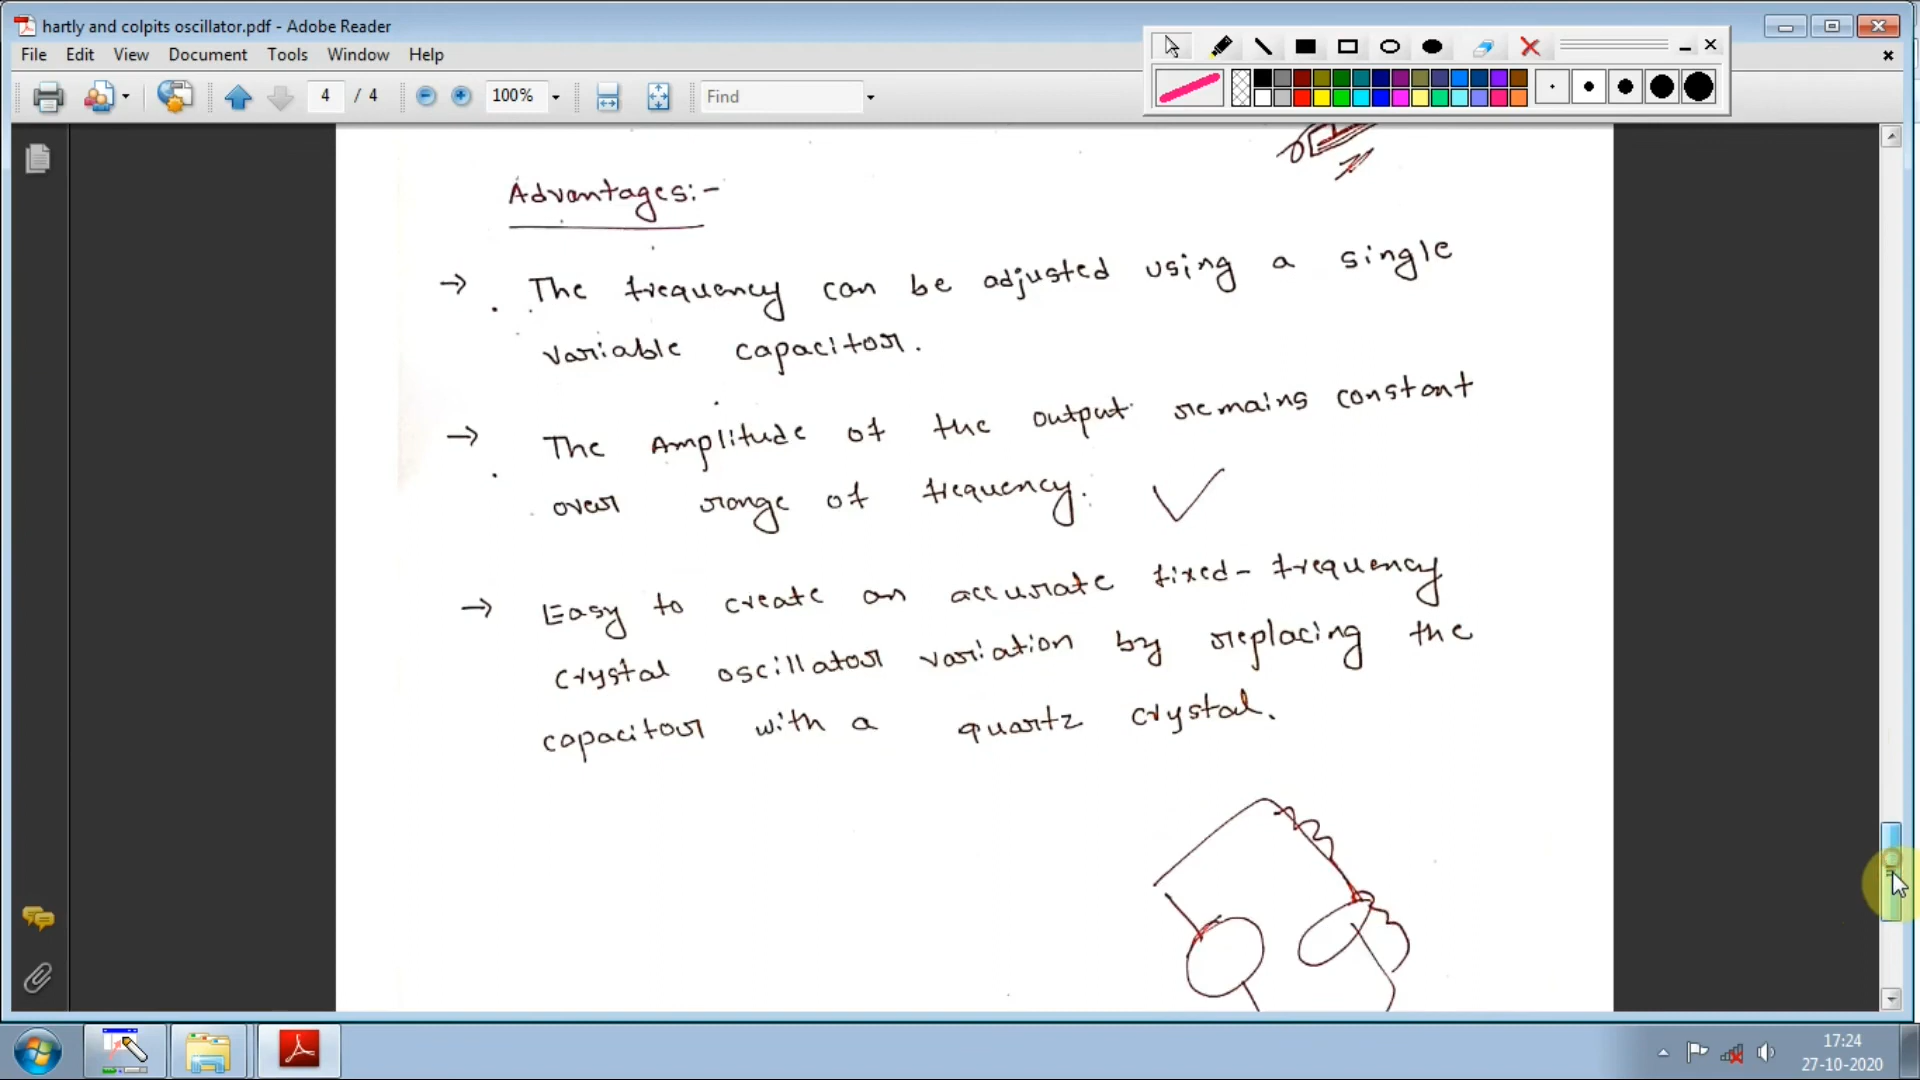 hartly and colpits oscillator.pdf - Adobe Reader
File Edit View Document Tools Window Help
4 / 4 100% Find
Advantages:-
→ The frequency can be adjusted using a single
variable capacitor.
→ The Amplitude of the output remains constant
over range of frequency.
→ Easy to create an accurate fixed- frequency
crystal oscillator variation by replacing the
capacitor with a quartz crystal.
17:24
27-10-2020